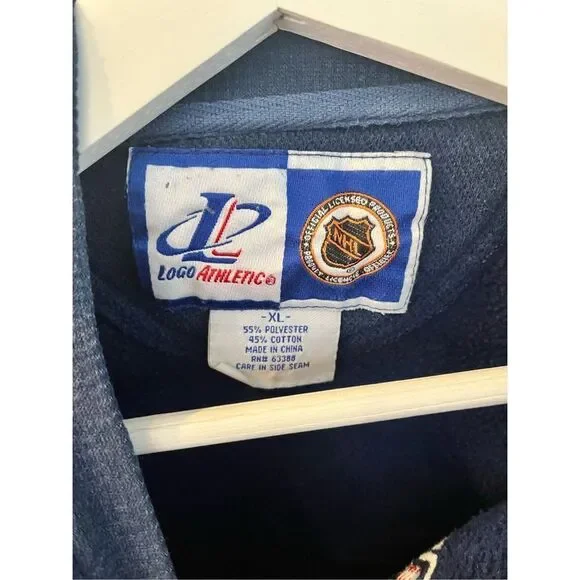 LOGO ATHLETIC®
OFFICIAL LICENSED PRODUCTS
NHL
-XL-
55% POLYESTER
45% COTTON
MADE IN CHINA
RN# 63388
CARE IN SIDE SEAM